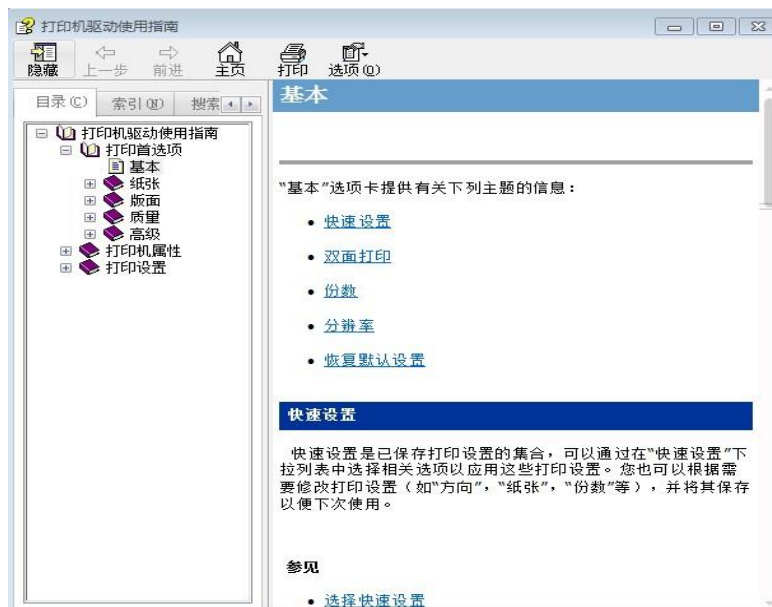 打印机驱动使用指南
隐藏 上一步 前进 主页 打印 选项(O)
目录(C) 索引(N) 搜索
打印机驱动使用指南
打印首选项
基本
纸张
版面
质量
高级
打印机属性
打印设置
基本
“基本”选项卡提供有关下列主题的信息：
• 快速设置
• 双面打印
• 份数
• 分辨率
• 恢复默认设置
快速设置
快速设置是已保存打印设置的集合，可以通过在“快速设置”下
拉列表中选择相关选项以应用这些打印设置。您也可以根据需
要修改打印设置（如“方向”，“纸张”，“份数”等），并将其保存
以便下次使用。
参见
• 选择快速设置